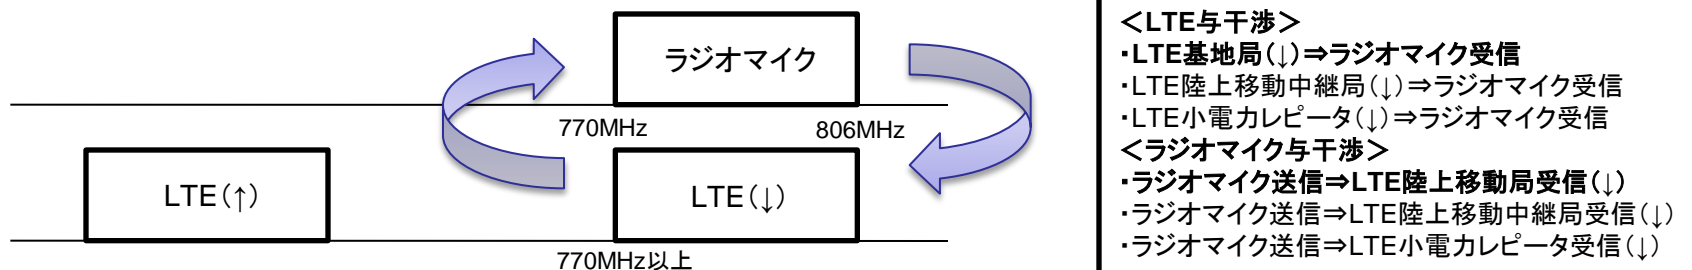 ラジオマイク
770MHz
806MHz
LTE(↑)
LTE(↓)
770MHz以上
＜LTE与干渉＞
・LTE基地局(↓)⇒ラジオマイク受信
・LTE陸上移動中継局(↓)⇒ラジオマイク受信
・LTE小電力レピータ(↓)⇒ラジオマイク受信
＜ラジオマイク与干渉＞
・ラジオマイク送信⇒LTE陸上移動局受信(↓)
・ラジオマイク送信⇒LTE陸上移動中継局受信(↓)
・ラジオマイク送信⇒LTE小電力レピータ受信(↓)